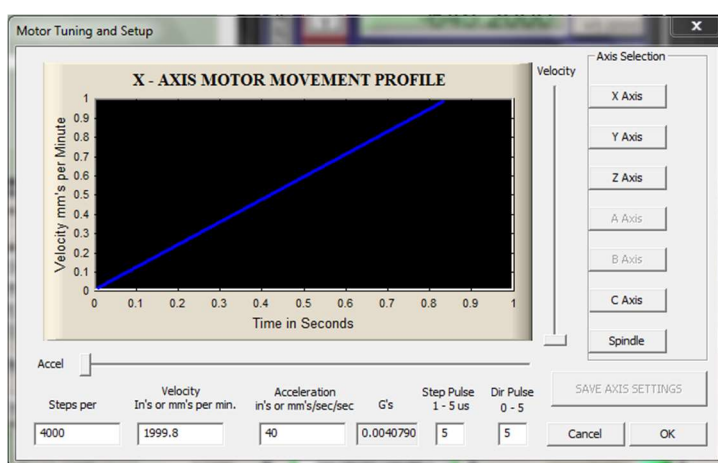 Motor Tuning and Setup
x
X - AXIS MOTOR MOVEMENT PROFILE
Velocity
Axis Selection
X Axis
Y Axis
Z Axis
A Axis
B Axis
C Axis
Spindle
Velocity mm's per Minute
1
0.9
0.8
0.7
0.6
0.5
0.4
0.3
0.2
0.1
0
0 0.1 0.2 0.3 0.4 0.5 0.6 0.7 0.8 0.9 1
Time in Seconds
Accel
Steps per
4000
Velocity
In's or mm's per min.
1999.8
Acceleration
in's or mm's/sec/sec
40
G's
0.0040790
Step Pulse
1 - 5 us
5
Dir Pulse
0 - 5
5
SAVE AXIS SETTINGS
Cancel
OK